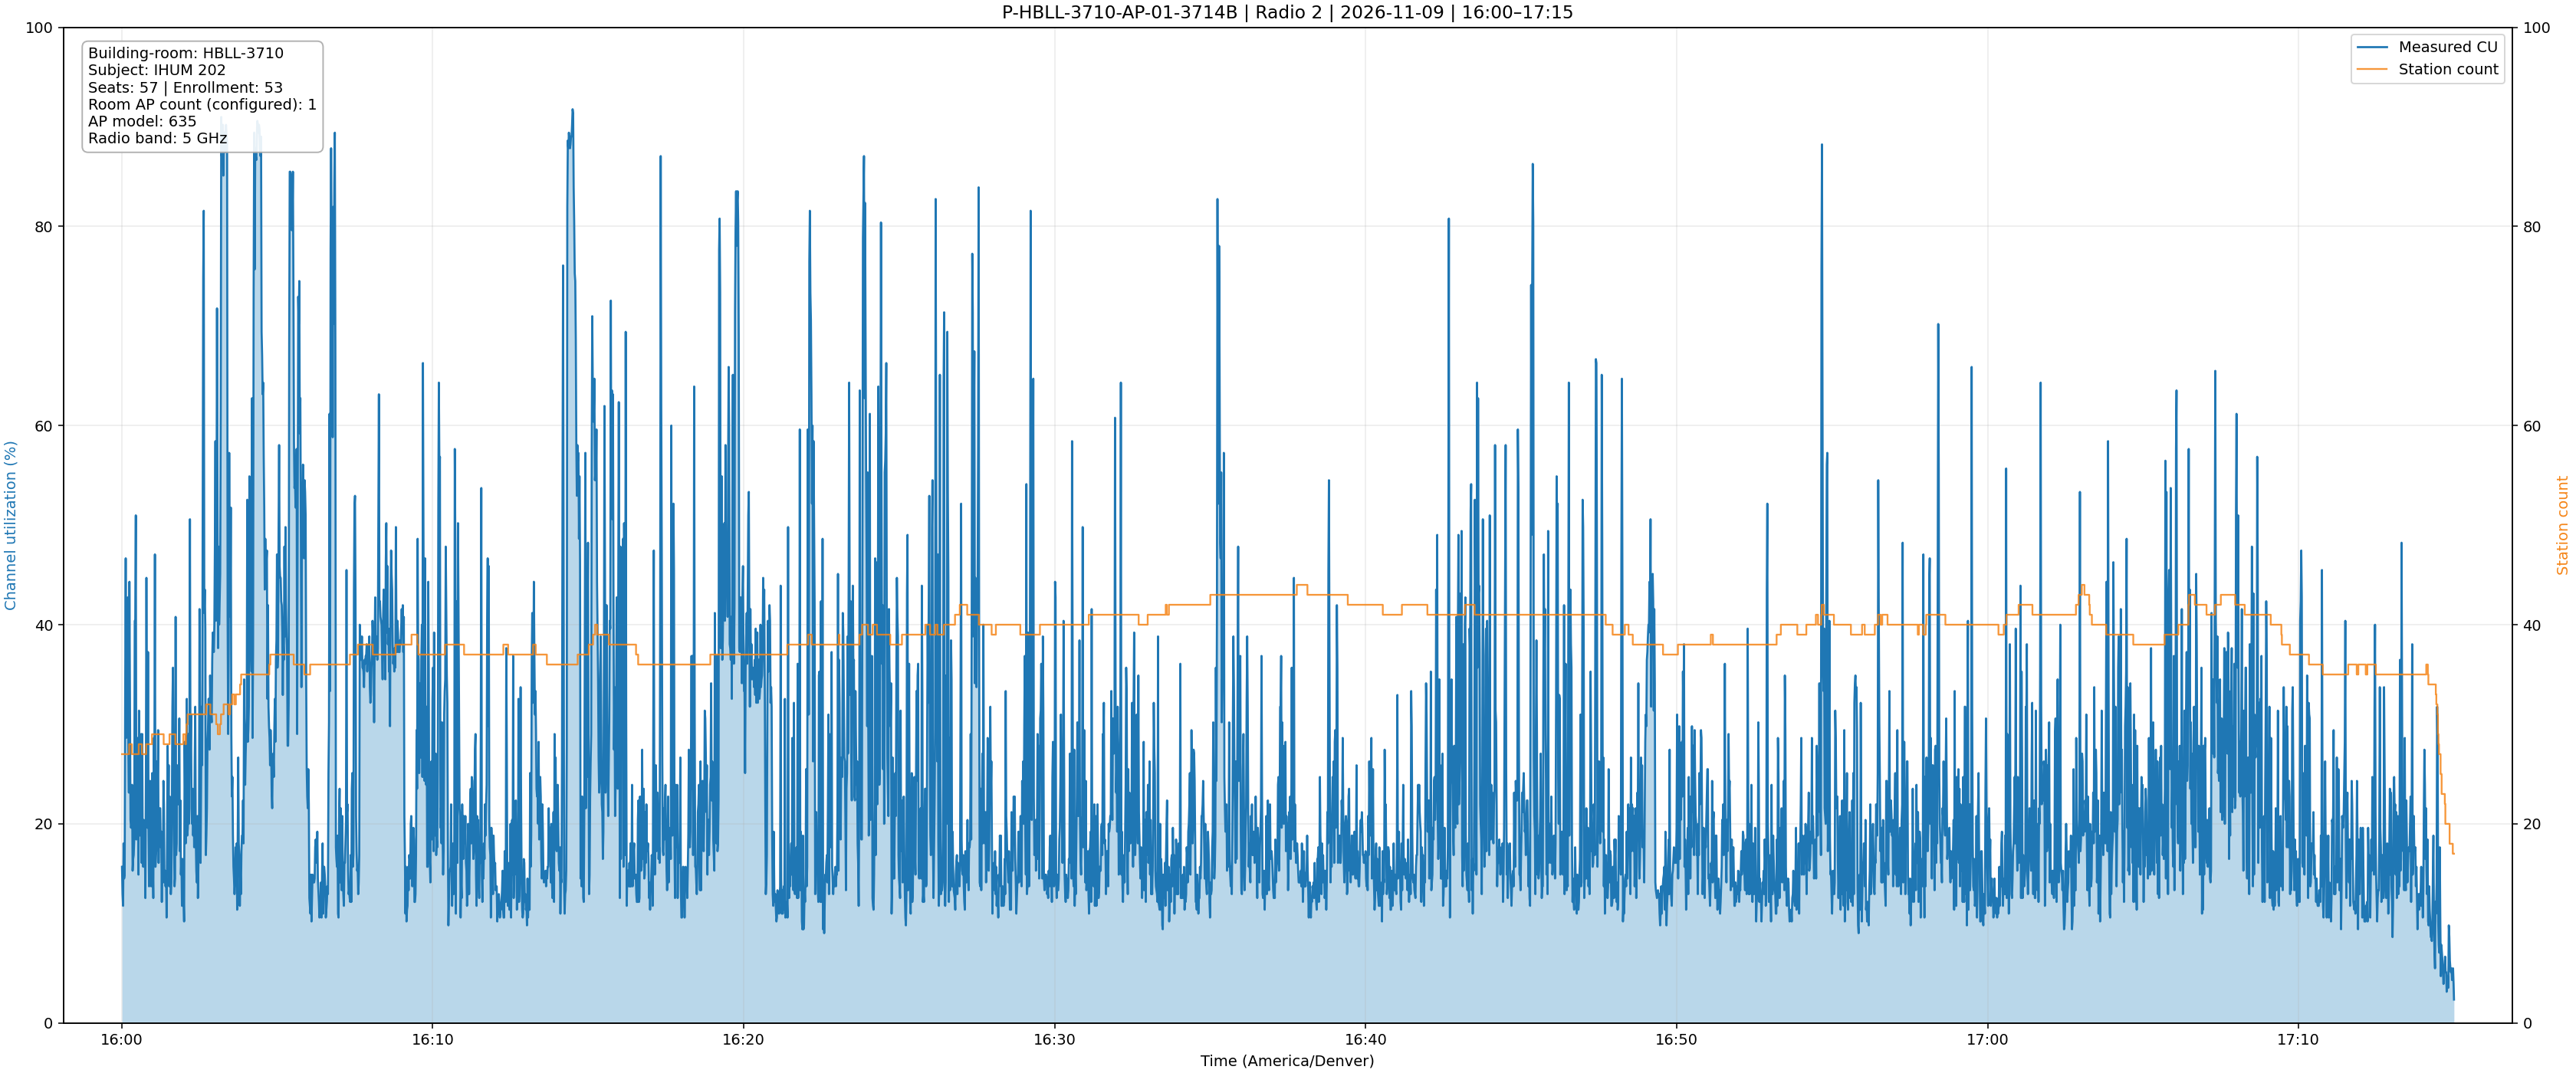 P-HBLL-3710-AP-01-3714B | Radio 2 | 2026-11-09 | 16:00–17:15
Building-room: HBLL-3710
Subject: IHUM 202
Seats: 57 | Enrollment: 53
Room AP count (configured): 1
AP model: 635
Radio band: 5 GHz
Measured CU
Station count
100
80
60
40
20
0
Channel utilization (%)
100
80
60
40
20
0
Station count
16:00
16:10
16:20
16:30
16:40
16:50
17:00
17:10
Time (America/Denver)